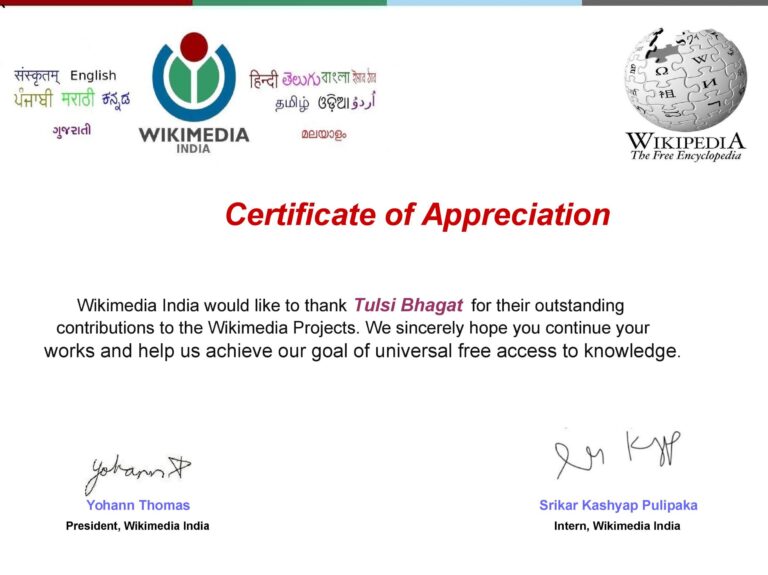 संस्कृतम् English
ਪੰਜਾਬੀ मराठी ಕನ್ನಡ
ગુજરાતી
WIKIMEDIA
INDIA
हिन्दी తెలుగు বাংলা
தமிழ் ଓଡ଼ିଆ اُردُو
മലയാളം
WIKIPEDIA
The Free Encyclopedia
Certificate of Appreciation
Wikimedia India would like to thank Tulsi Bhagat for their outstanding
contributions to the Wikimedia Projects. We sincerely hope you continue your
works and help us achieve our goal of universal free access to knowledge.
Yohann
Yohann Thomas
President, Wikimedia India
Srikar Kashyap Pulipaka
Intern, Wikimedia India